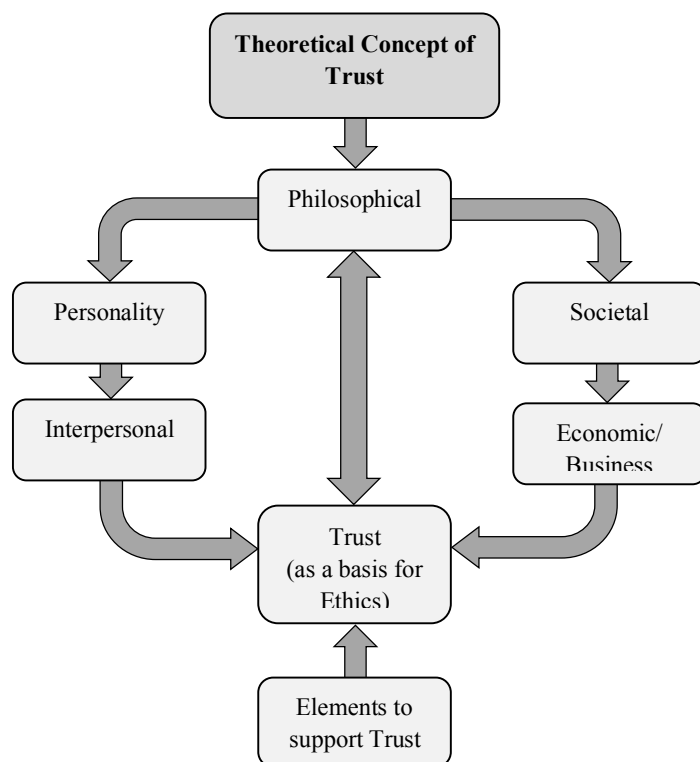 Theoretical Concept of
Trust
Philosophical
Personality
Societal
Interpersonal
Economic/
Business
Trust
(as a basis for
Ethics)
Elements to
support Trust